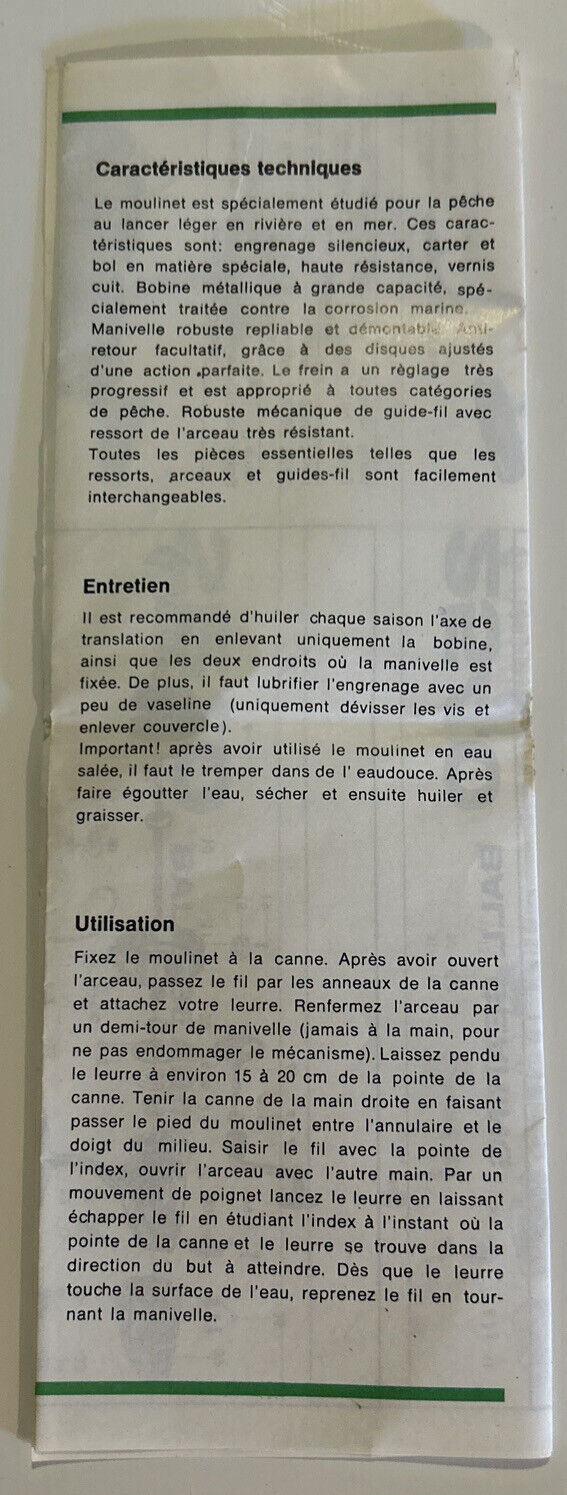 Caractéristiques techniques
Le moulinet est spécialement étudié pour la pêche
au lancer léger en rivière et en mer. Ces carac-
téristiques sont: engrenage silencieux, carter et
bol en matière spéciale, haute résistance, vernis
cuit. Bobine métallique à grande capacité, spé-
cialement traitée contre la corrosion marine.
Manivelle robuste repliable et démontable. Anti-
retour facultatif, grâce à des disques ajustés
d'une action parfaite. Le frein a un règlage très
progressif et est approprié à toutes catégories
de pêche. Robuste mécanique de guide-fil avec
ressort de l'arceau très résistant.
Toutes les pièces essentielles telles que les
ressorts, arceaux et guides-fil sont facilement
interchangeables.
Entretien
Il est recommandé d'huiler chaque saison l'axe de
translation en enlevant uniquement la bobine,
ainsi que les deux endroits où la manivelle est
fixée. De plus, il faut lubrifier l'engrenage avec un
peu de vaseline (uniquement dévisser les vis et
enlever couvercle).
Important! après avoir utilisé le moulinet en eau
salée, il faut le tremper dans de l' eaudouce. Après
faire égoutter l'eau, sécher et ensuite huiler et
graisser.
Utilisation
Fixez le moulinet à la canne. Après avoir ouvert
l'arceau, passez le fil par les anneaux de la canne
et attachez votre leurre. Renfermez l'arceau par
un demi-tour de manivelle (jamais à la main, pour
ne pas endommager le mécanisme). Laissez pendu
le leurre à environ 15 à 20 cm de la pointe de la
canne. Tenir la canne de la main droite en faisant
passer le pied du moulinet entre l'annulaire et le
doigt du milieu. Saisir le fil avec la pointe de
l'index, ouvrir l'arceau avec l'autre main. Par un
mouvement de poignet lancez le leurre en laissant
échapper le fil en étudiant l'index à l'instant où la
pointe de la canne et le leurre se trouve dans la
direction du but à atteindre. Dès que le leurre
touche la surface de l'eau, reprenez le fil en tour-
nant la manivelle.